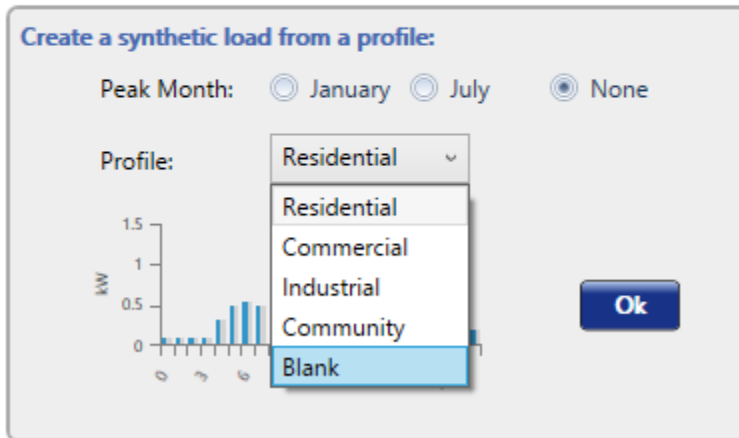 Create a synthetic load from a profile:
Peak Month: January July None
Profile: Residential
Residential
1.5
Commercial
1
kW
Industrial
0.5
Ok
Community
0
Blank
0 3 6